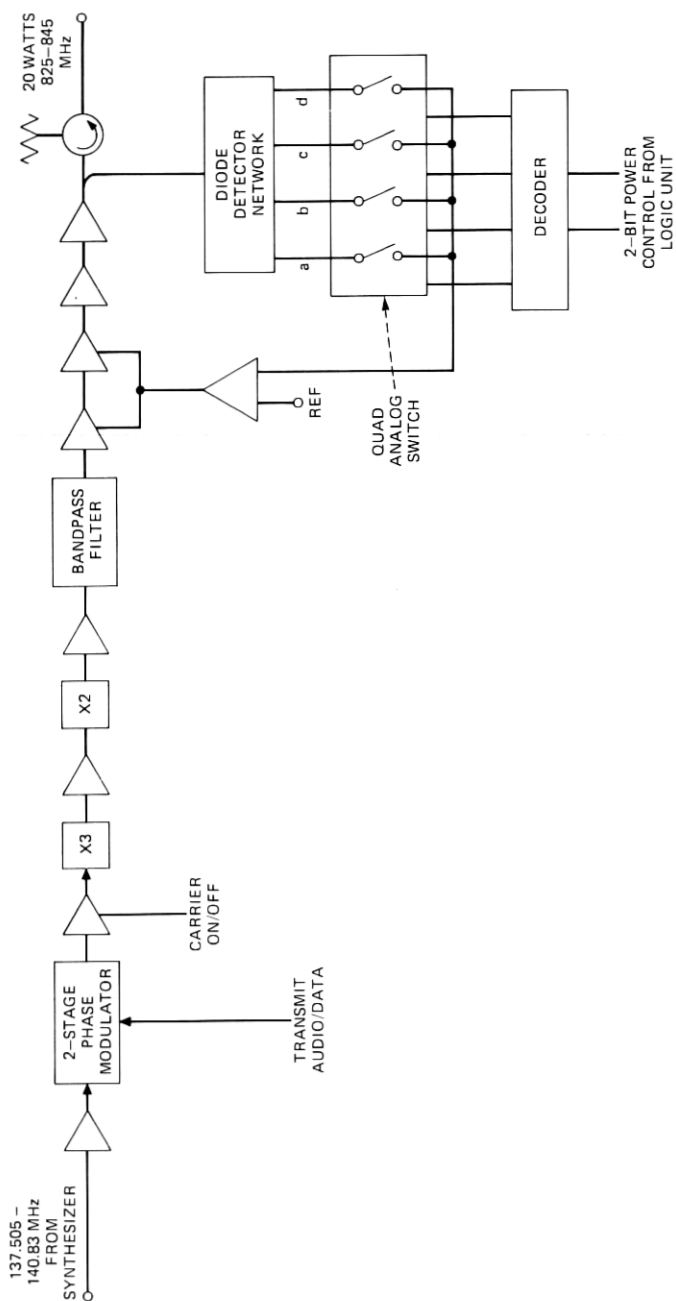 137.505 –
140.83 MHz
FROM
SYNTHESIZER
2–STAGE
PHASE
MODULATOR
TRANSMIT
AUDIO/DATA
CARRIER
ON/OFF
X3
X2
BANDPASS
FILTER
REF
20 WATTS
825–845
MHz
DIODE
DETECTOR
NETWORK
a
b
c
d
QUAD
ANALOG
SWITCH
DECODER
2–BIT POWER
CONTROL FROM
LOGIC UNIT